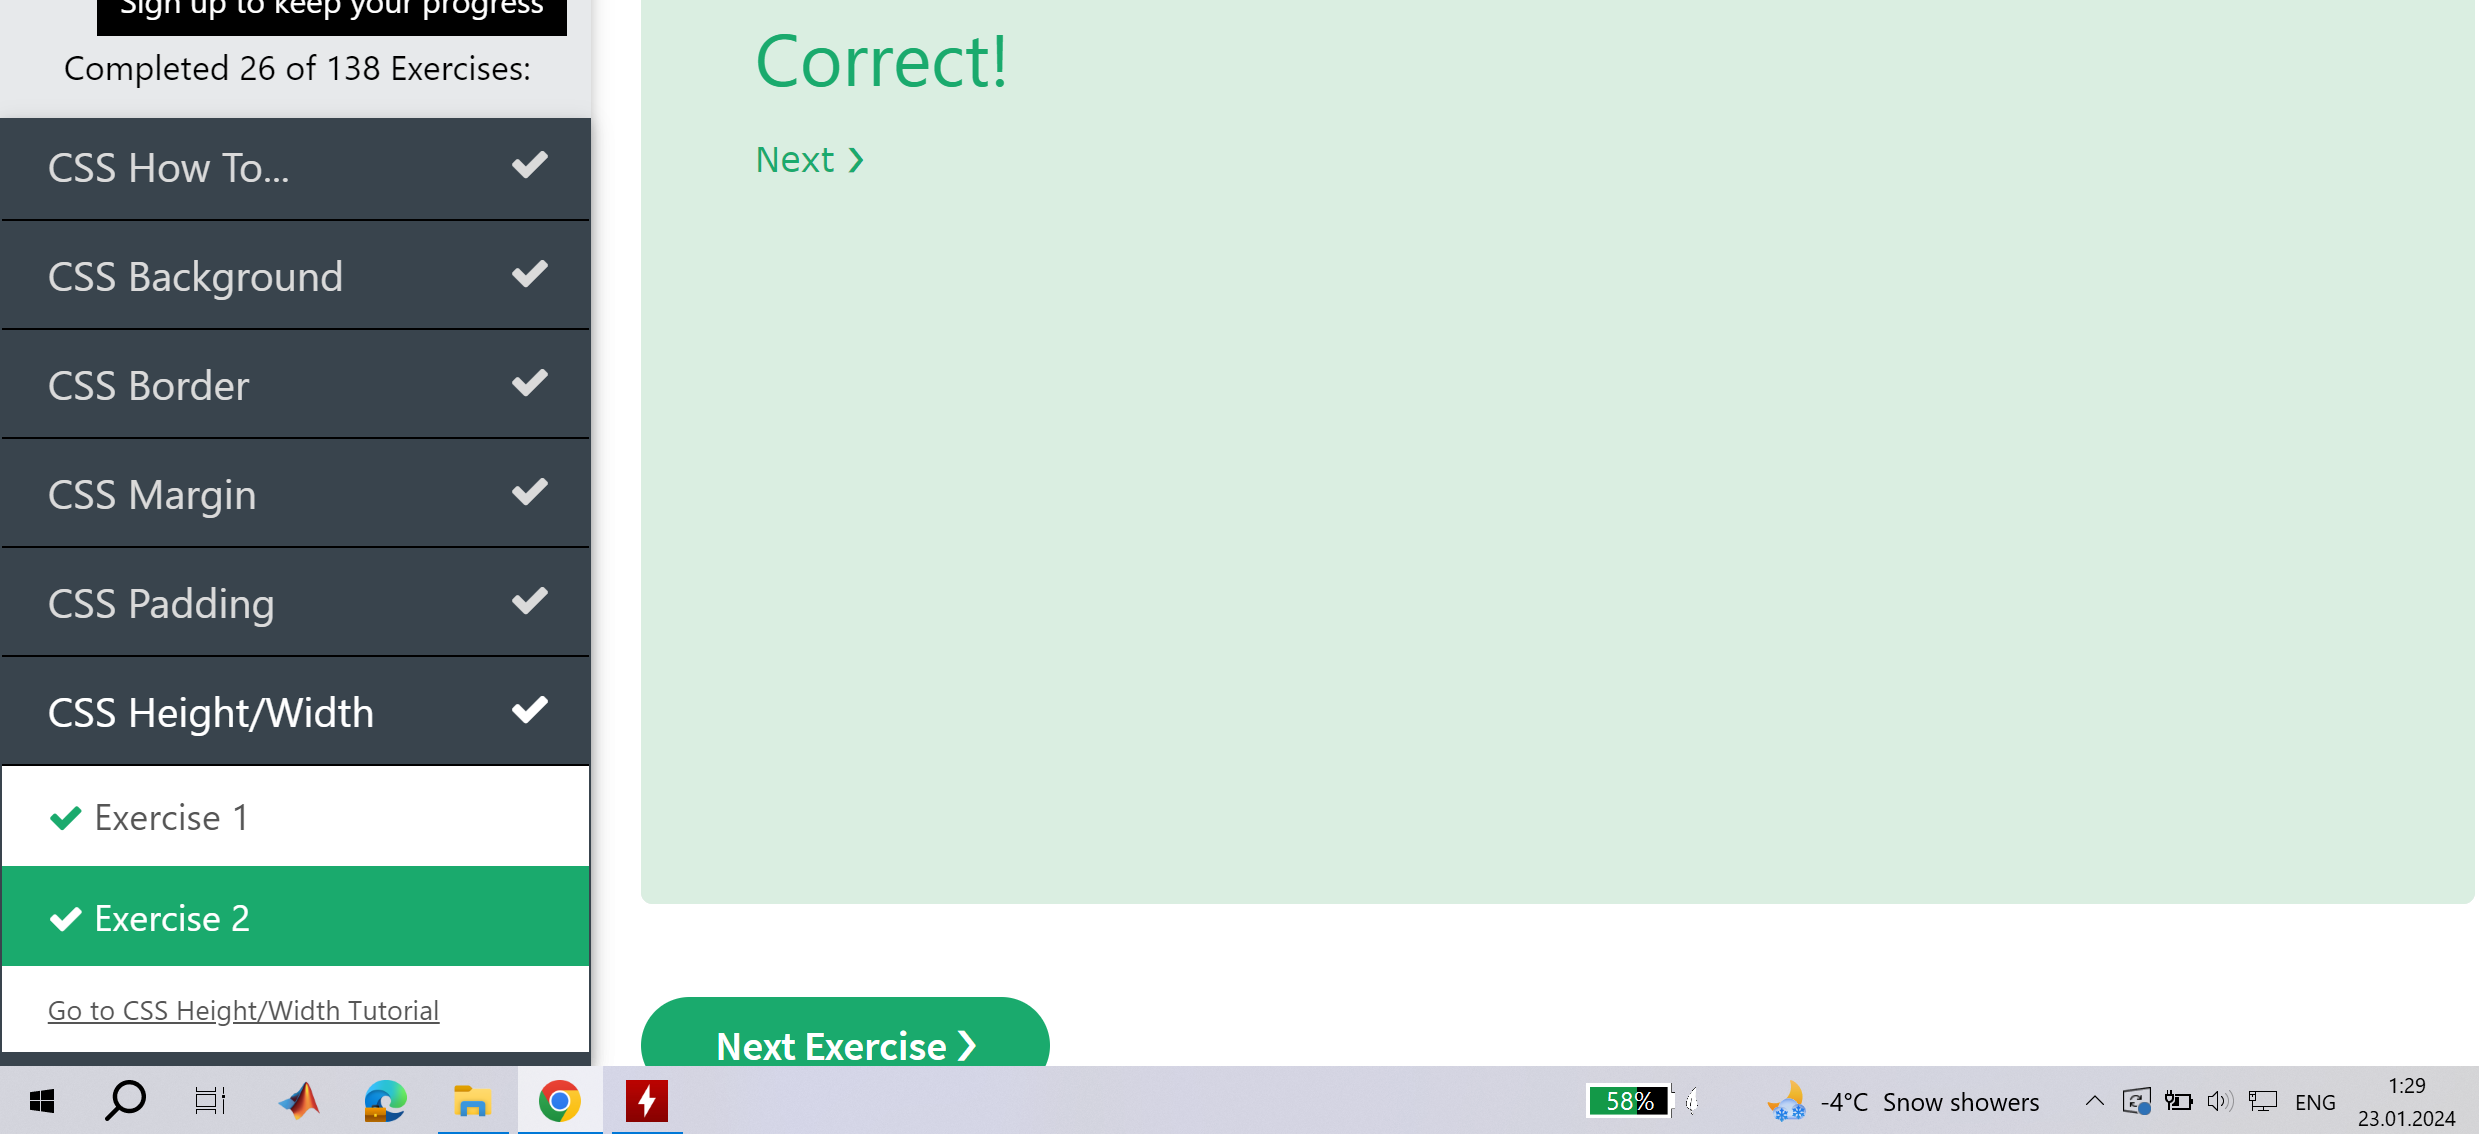 Sign up to keep your progress
Completed 26 of 138 Exercises:
CSS How To...
CSS Background
CSS Border
CSS Margin
CSS Padding
CSS Height/Width
Exercise 1
Exercise 2
Go to CSS Height/Width Tutorial
Correct!
Next ❯
Next Exercise ❯
58%
-4°C Snow showers
ENG
1:29
23.01.2024